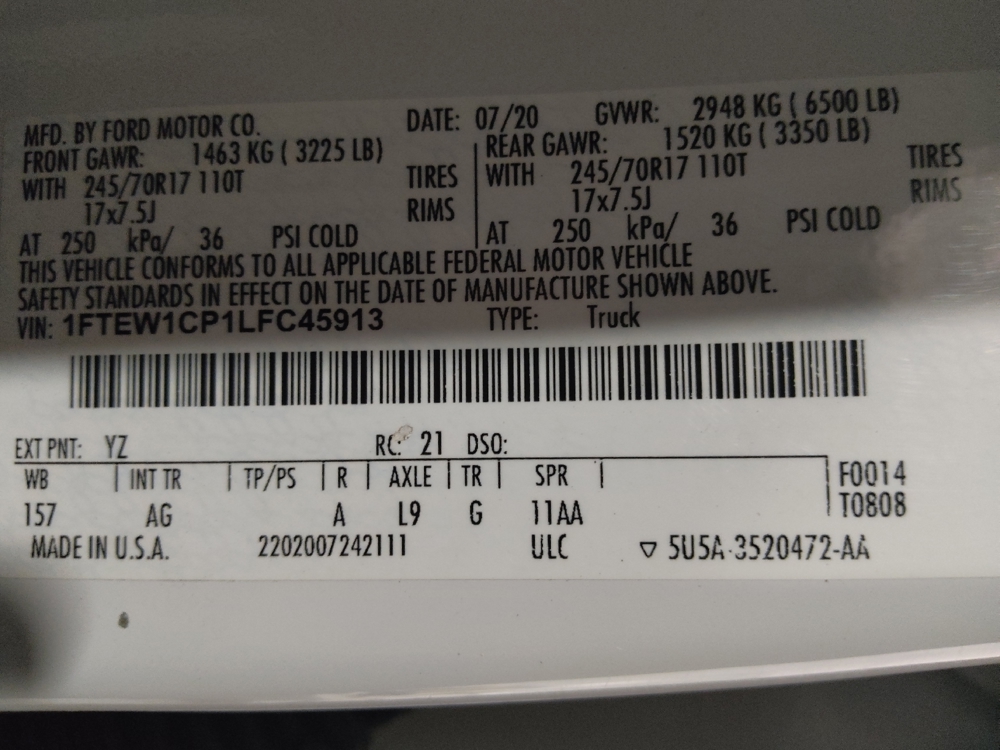 MFD. BY FORD MOTOR CO. DATE: 07/20 GVWR: 2948 KG ( 6500 LB)
FRONT GAWR: 1463 KG ( 3225 LB) REAR GAWR: 1520 KG ( 3350 LB)
WITH 245/70R17 110T TIRES WITH 245/70R17 110T TIRES
17x7.5J RIMS 17x7.5J RIMS
AT 250 kPa/ 36 PSI COLD AT 250 kPa/ 36 PSI COLD
THIS VEHICLE CONFORMS TO ALL APPLICABLE FEDERAL MOTOR VEHICLE
SAFETY STANDARDS IN EFFECT ON THE DATE OF MANUFACTURE SHOWN ABOVE.
VIN: 1FTEW1CP1LFC45913 TYPE: Truck
EXT PNT: YZ RC: 21 DSO:
WB INT TR TP/PS R AXLE TR SPR F0014
157 AG A L9 G 11AA T0808
MADE IN U.S.A. 2202007242111 ULC ▽ 5U5A-3520472-AA